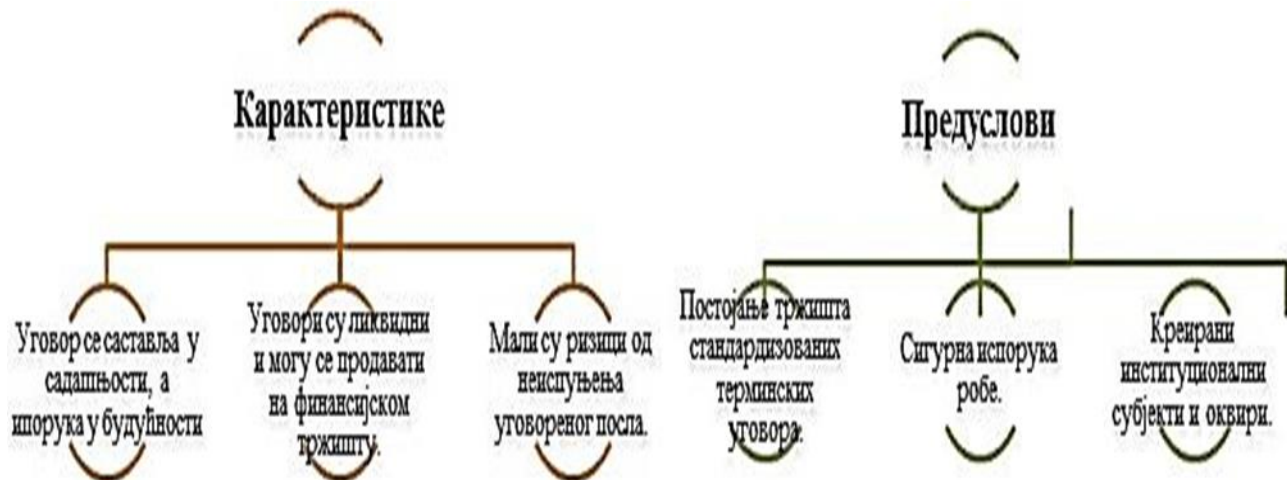 Карактеристике
Уговор се саставља у
садашњости, а
ипорука у будућности
Уговори су ликвидни
и могу се продавати
на финансијском
тржишту.
Мали су ризици од
неиспуњења
уговореног посла.
Предуслови
Постојање тржишта
стандардизованих
терминских
уговора.
Сигурна испорука
робе.
Креирани
институционални
субјекти и оквири.